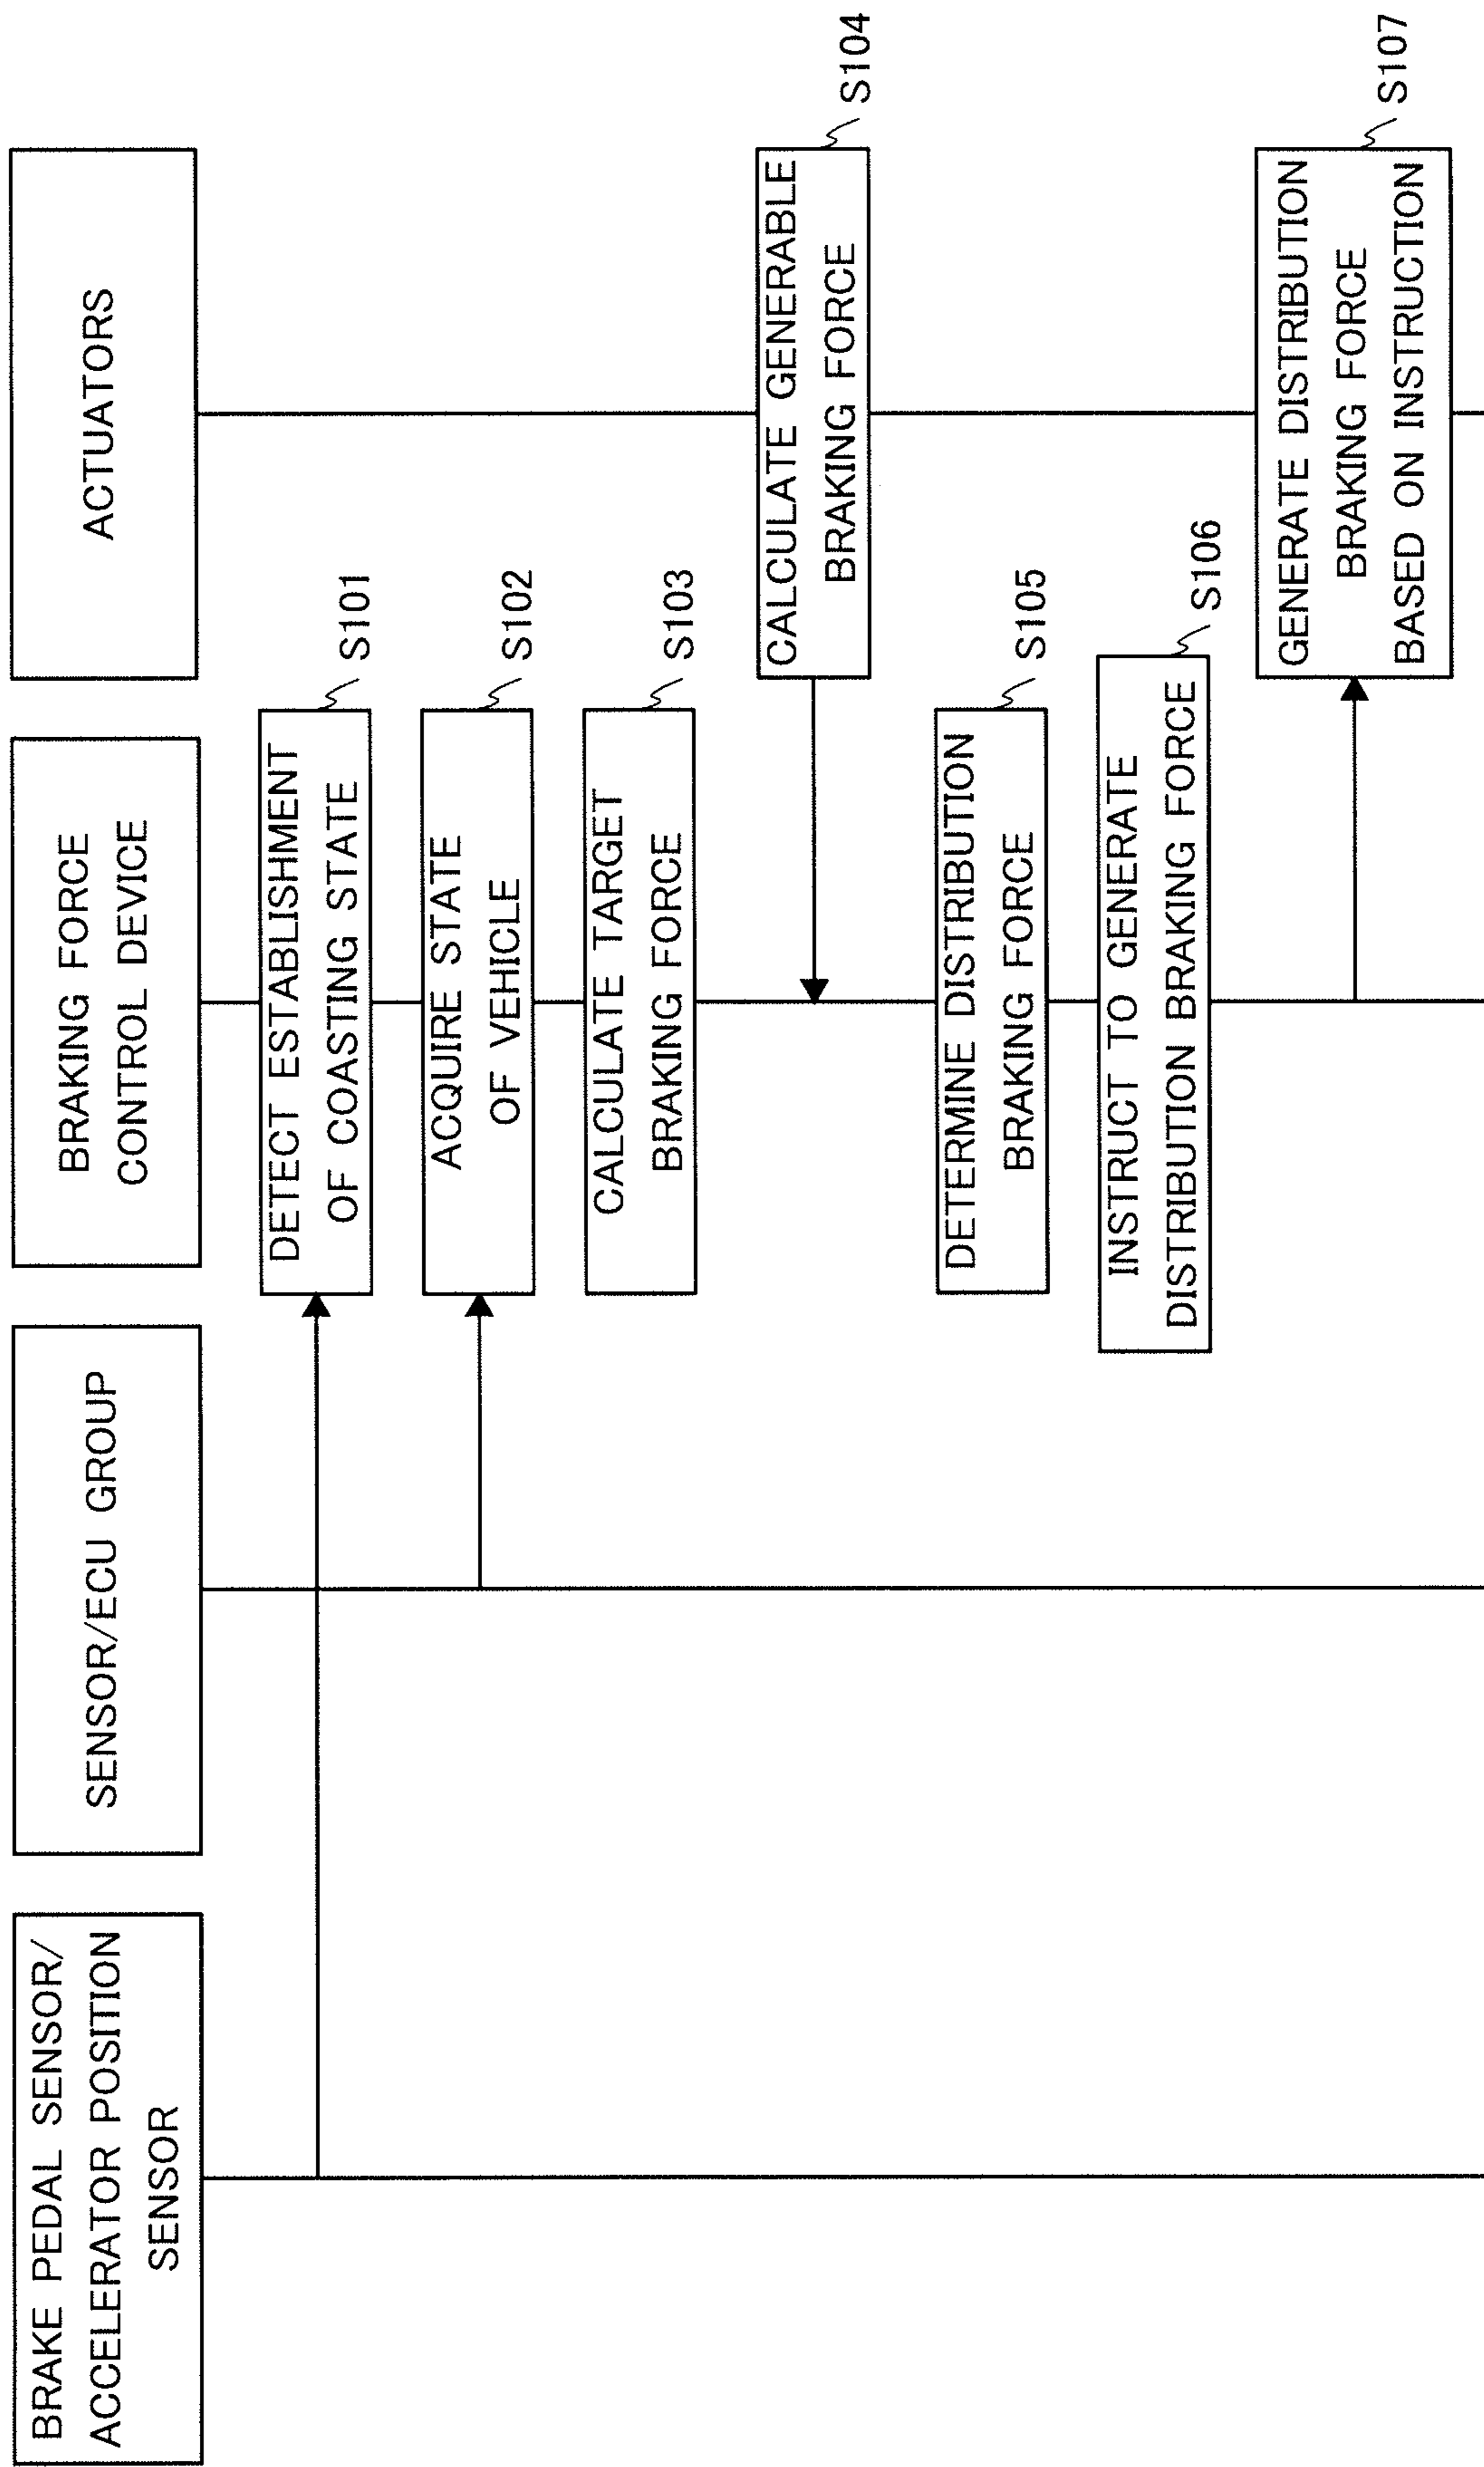 BRAKE PEDAL SENSOR/
ACCELERATOR POSITION
SENSOR
SENSOR/ECU GROUP
BRAKING FORCE
CONTROL DEVICE
ACTUATORS
DETECT ESTABLISHMENT
OF COASTING STATE
S101
ACQUIRE STATE
OF VEHICLE
S102
CALCULATE TARGET
BRAKING FORCE
S103
CALCULATE GENERABLE
BRAKING FORCE
S104
DETERMINE DISTRIBUTION
BRAKING FORCE
S105
INSTRUCT TO GENERATE
DISTRIBUTION BRAKING FORCE
S106
GENERATE DISTRIBUTION
BRAKING FORCE
BASED ON INSTRUCTION
S107